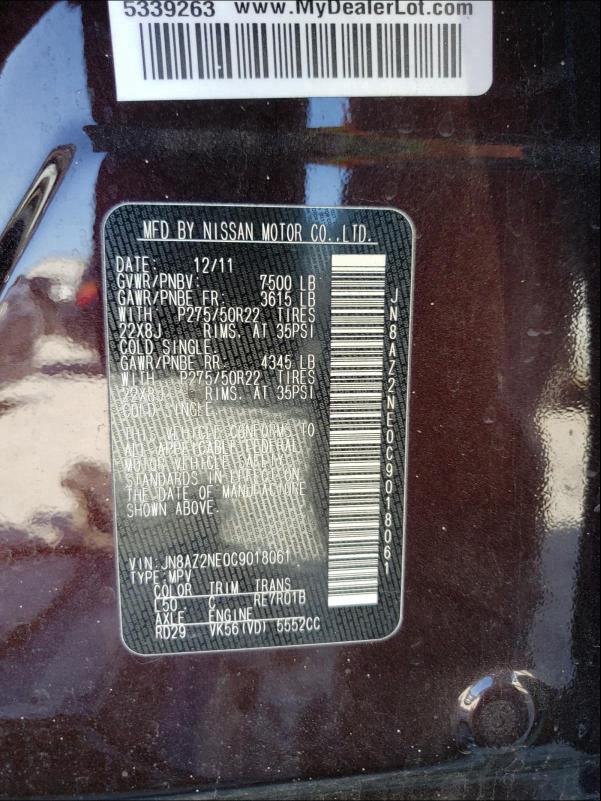 5339263 www.MyDealerLot.com
MFD BY NISSAN MOTOR CO.,LTD.
DATE: 12/11
GVWR/PNBV: 7500 LB
GAWR/PNBE FR: 3615 LB
WITH P275/50R22 TIRES
22X8J RIMS, AT 35PSI
COLD SINGLE
GAWR/PNBE RR: 4345 LB
WITH P275/50R22 TIRES
22X8J RIMS, AT 35PSI
COLD SINGLE
THIS VEHICLE CONFORMS TO
ALL APPLICABLE FEDERAL
MOTOR VEHICLE SAFETY
STANDARDS IN EFFECT ON
THE DATE OF MANUFACTURE
SHOWN ABOVE.
VIN: JN8AZ2NE0C9018061
TYPE: MPV
COLOR TRIM TRANS
L50 C RE7R01B
AXLE ENGINE
RD29 VK56(VD) 5552CC
JN8AZ2NE0C9018061